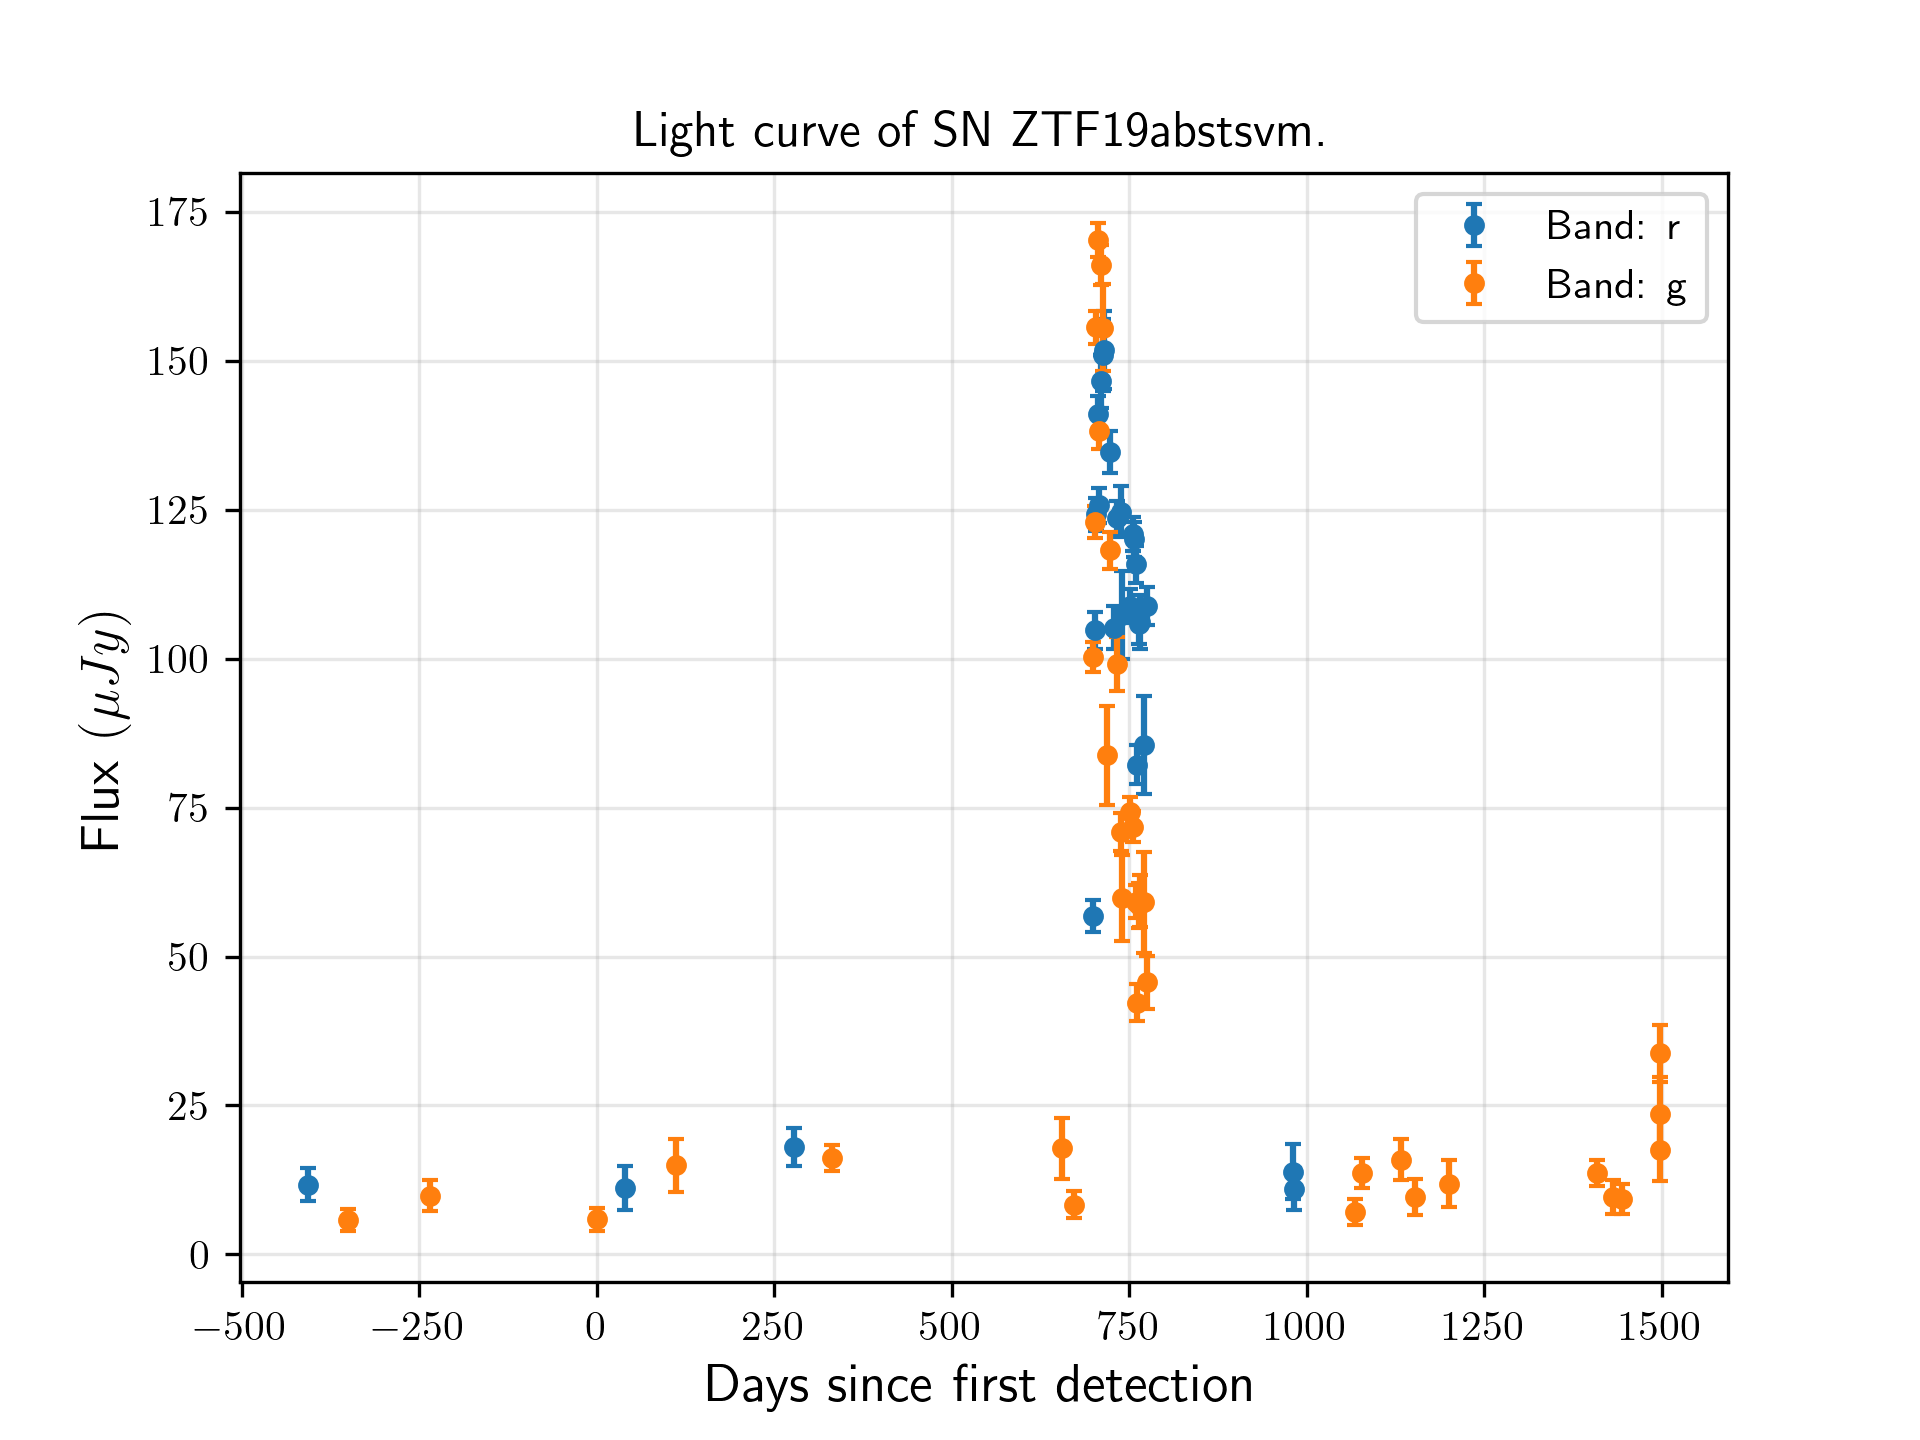 Light curve of SN ZTF19abstsvm.
Band: r
Band: g
175
150
125
100
75
50
25
0
Flux (μJy)
−500 −250 0 250 500 750 1000 1250 1500
Days since first detection